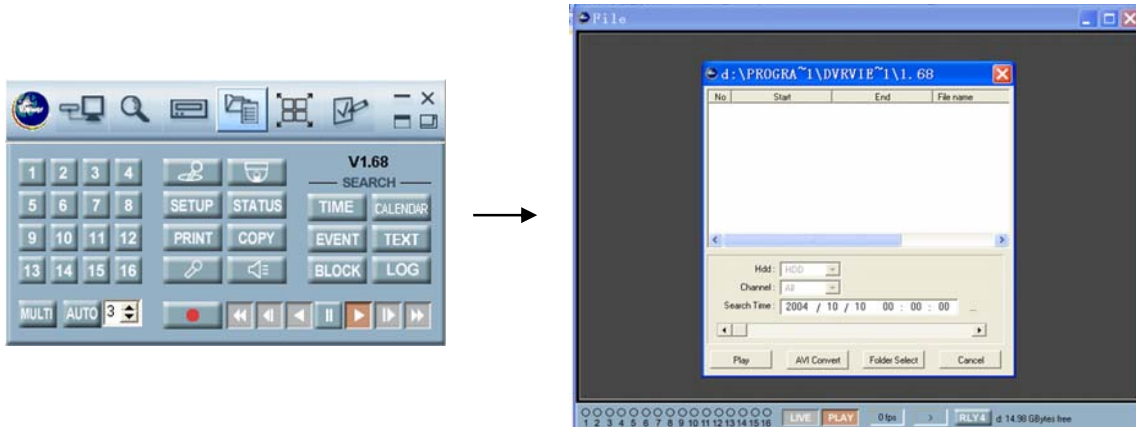 V1.68
SEARCH
1 2 3 4
5 6 7 8 SETUP STATUS TIME CALENDAR
9 10 11 12 PRINT COPY EVENT TEXT
13 14 15 16 BLOCK LOG
MULTI AUTO 3
File
d:\PROGRA~1\DVRVIE~1\1.68
No Start End File name
Hdd : HDD
Channel : All
Search Time : 2004 / 10 / 10 00 : 00 : 00 ...
Play AVI Convert Folder Select Cancel
1 2 3 4 5 6 7 8 9 10 11 12 13 14 15 16 LIVE PLAY 0 fps > RLY4 d: 14.98 GBytes free